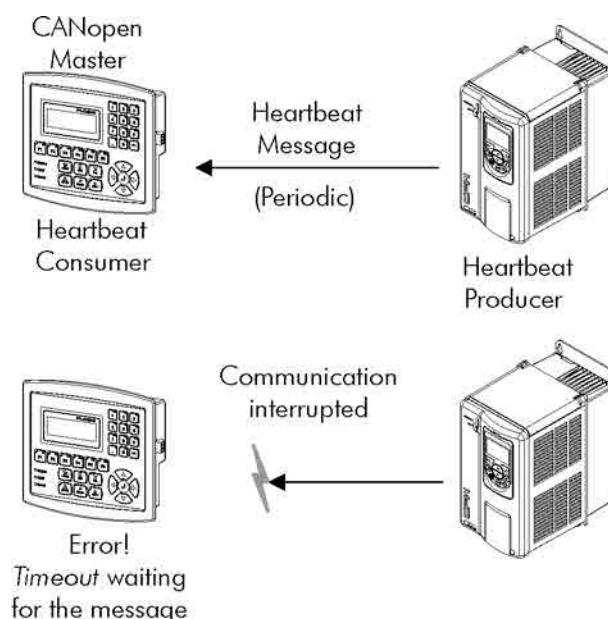 CANopen
Master
Heartbeat
Message
(Periodic)
Heartbeat
Consumer
Heartbeat
Producer
Communication
interrupted
Error!
Timeout waiting
for the message